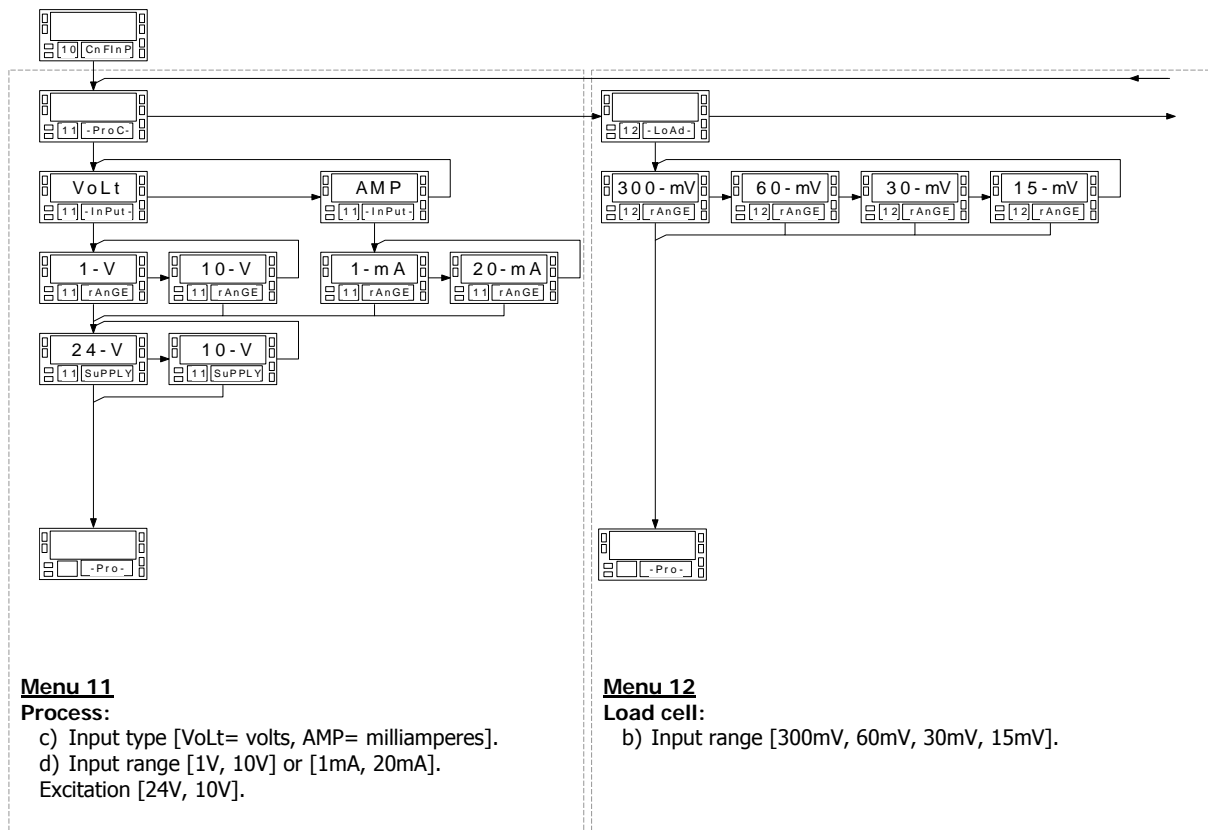 10 CnFInP
11 -ProC-
12 -LoAd-
VoLt
11 -InPut-
AMP
11 -InPut-
300-mV
12 rAnGE
60-mV
12 rAnGE
30-mV
12 rAnGE
15-mV
12 rAnGE
1-V
11 rAnGE
10-V
11 rAnGE
1-mA
11 rAnGE
20-mA
11 rAnGE
24-V
11 SuPPLY
10-V
11 SuPPLY
-Pro-
-Pro-
Menu 11
Process:
c) Input type [VoLt= volts, AMP= milliamperes].
d) Input range [1V, 10V] or [1mA, 20mA].
Excitation [24V, 10V].
Menu 12
Load cell:
b) Input range [300mV, 60mV, 30mV, 15mV].